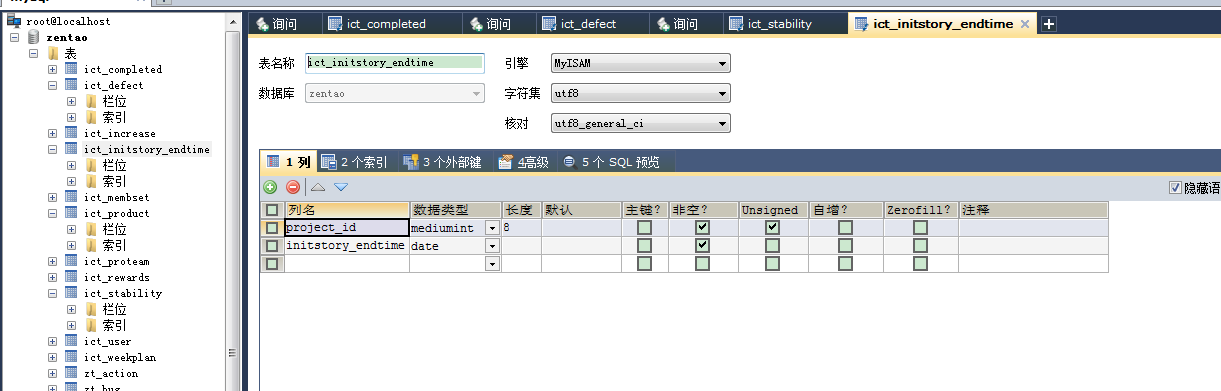 root@localhost
zentao
表
ict_completed
ict_defect
栏位
索引
ict_increase
ict_initstory_endtime
栏位
索引
ict_membset
ict_product
栏位
索引
ict_proteam
ict_rewards
ict_stability
栏位
索引
ict_user
ict_weekplan
zt_action
询问 ict_completed 询问 ict_defect 询问 ict_stability ict_initstory_endtime
表名称 ict_initstory_endtime 引擎 MyISAM
数据库 zentao 字符集 utf8
核对 utf8_general_ci
1 列 2 个索引 3 个外部键 4高级 5 个 SQL 预览
隐藏语
列名 数据类型 长度 默认 主键? 非空? Unsigned 自增? Zerofill? 注释
project_id mediumint 8
initstory_endtime date